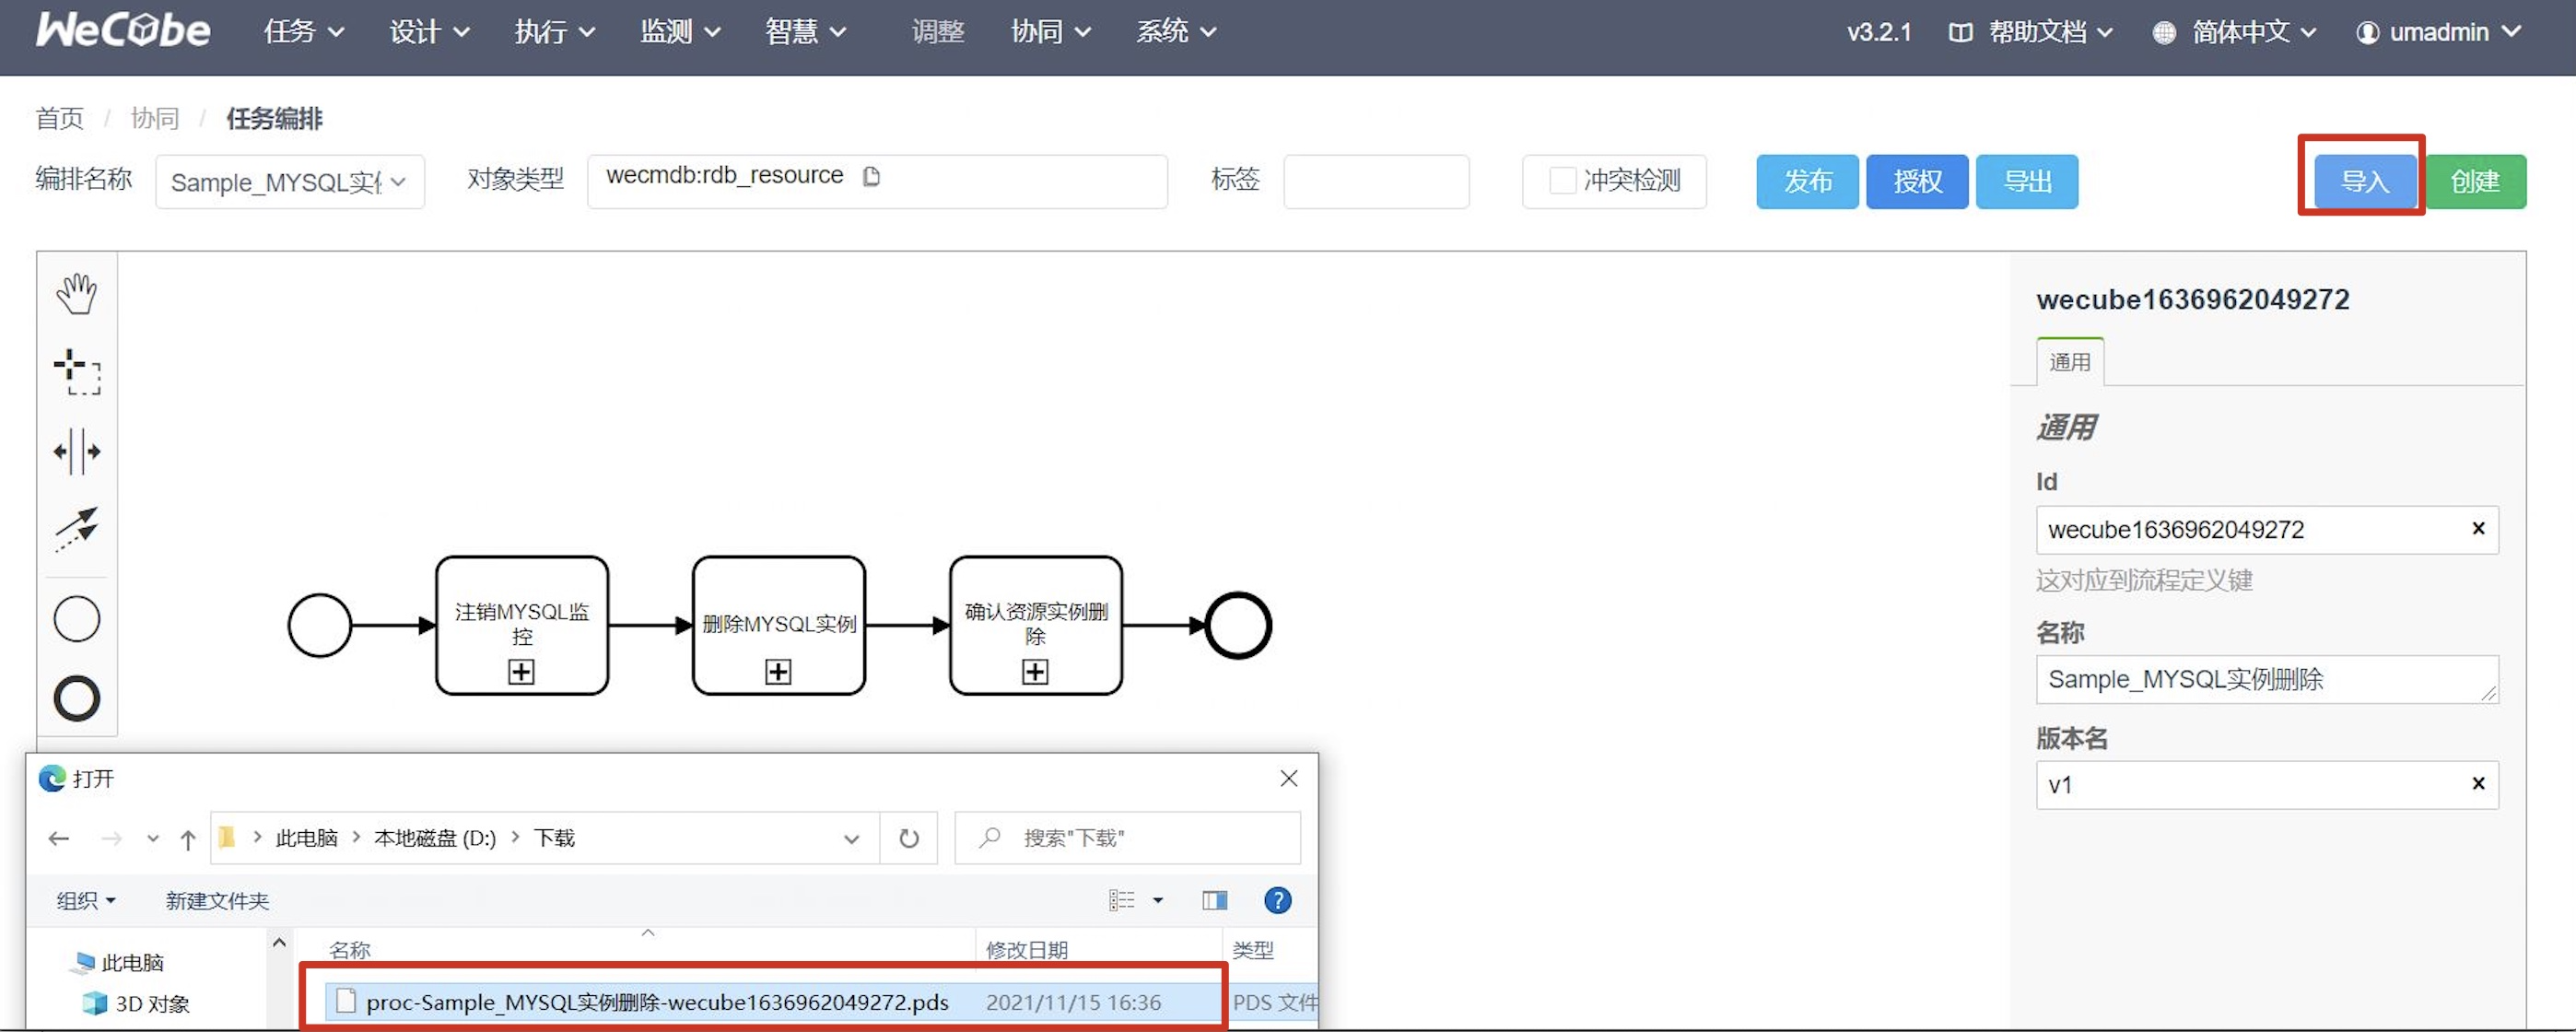 WeCube 任务 设计 执行 监测 智慧 调整 协同 系统 v3.2.1 帮助文档 简体中文 umadmin
首页 / 协同 / 任务编排
编排名称 Sample_MYSQL实 对象类型 wecmdb:rdb_resource 标签 冲突检测 发布 授权 导出 导入 创建
wecube1636962049272
通用
通用
Id
wecube1636962049272 ×
这对应到流程定义键
名称
Sample_MYSQL实例删除
版本名
v1 ×
注销MYSQL监
控
删除MYSQL实例
确认资源实例删
除
打开
此电脑 > 本地磁盘 (D:) > 下载 搜索"下载"
组织 新建文件夹
名称 修改日期 类型
此电脑
3D 对象
proc-Sample_MYSQL实例删除-wecube1636962049272.pds 2021/11/15 16:36 PDS 文件